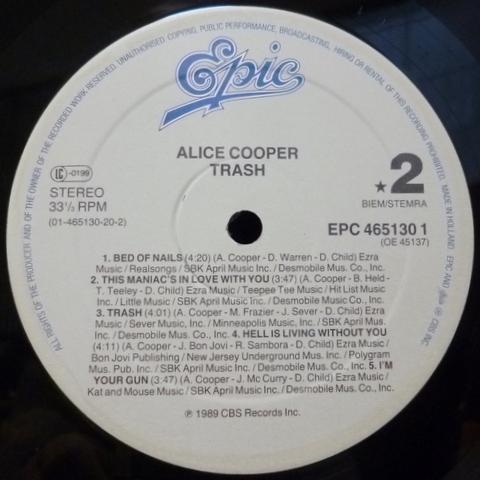 ALL RIGHTS OF THE PRODUCER AND OF THE OWNER OF THE RECORDED WORK RESERVED. UNAUTHORISED COPYING, PUBLIC PERFORMANCE, BROADCASTING, HIRING OR RENTAL OF THIS RECORDING PROHIBITED. MADE IN HOLLAND. EPIC AND
CBS INC.
Epic
ALICE COOPER
TRASH
LC -0199
STEREO
33⅓ RPM
(01-465130-20-2)
★2
BIEM/STEMRA
EPC 465130 1
(OE 45137)
1. BED OF NAILS (4:20) (A. Cooper - D. Warren - D. Child) Ezra
Music / Realsongs / SBK April Music Inc. / Desmobile Mus. Co., Inc.
2. THIS MANIAC'S IN LOVE WITH YOU (3:47) (A. Cooper - B. Held -
T. Teeley - D. Child) Ezra Music / Teepee Tee Music / Hit List Music
Inc. / Little Music / SBK April Music Inc. / Desmobile Music Co., Inc.
3. TRASH (4:01) (A. Cooper - M. Frazier - J. Sever - D. Child) Ezra
Music / Sever Music, Inc. / Minneapolis Music, Inc. / SBK April Mus.
Inc. / Desmobile Mus. Co., Inc. 4. HELL IS LIVING WITHOUT YOU
(4:11) (A. Cooper - J. Bon Jovi - R. Sambora - D. Child) Ezra Music /
Bon Jovi Publishing / New Jersey Underground Mus. Inc. / Polygram
Mus. Pub. Inc. / SBK April Mus. Inc. / Desmobile Mus. Co., Inc. 5. I'M
YOUR GUN (3:47) (A. Cooper - J. Mc Curry - D. Child) Ezra Music /
Kat and Mouse Music / SBK April Music Inc. / Desmobile Mus. Co., Inc.
℗ 1989 CBS Records Inc.